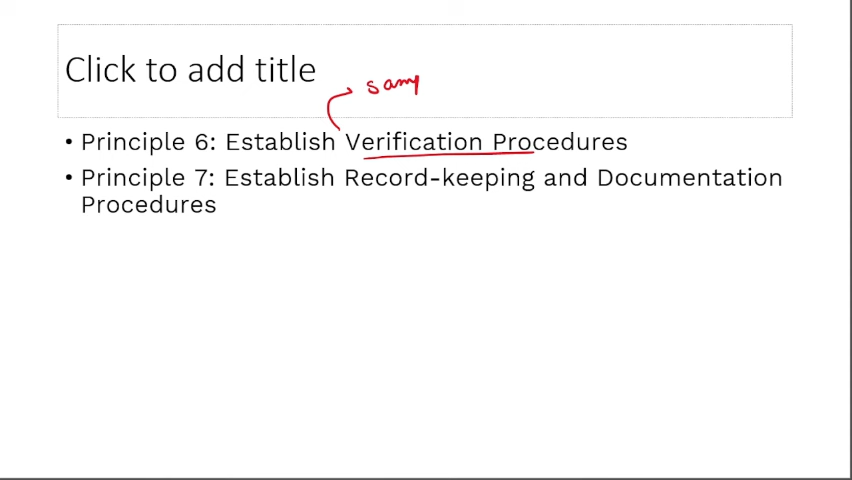 Click to add title
samp
• Principle 6: Establish Verification Procedures
• Principle 7: Establish Record-keeping and Documentation
Procedures